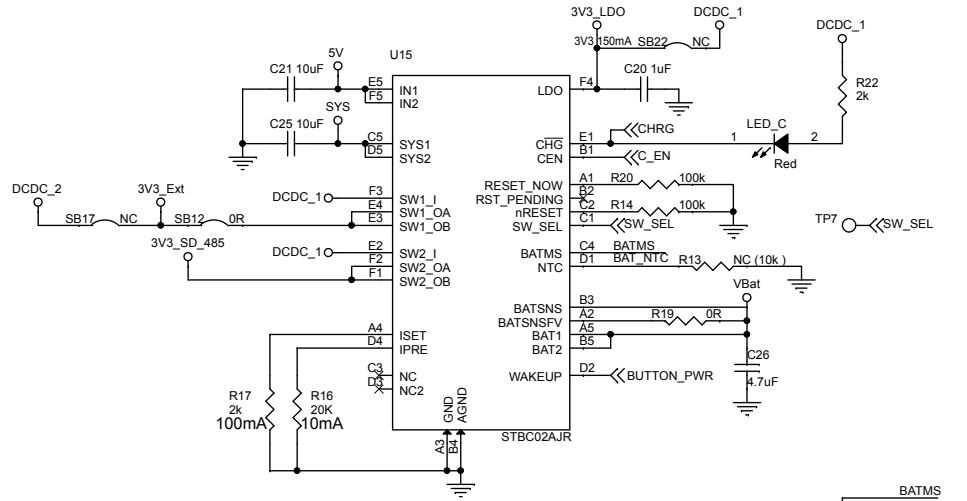 3V3_LDO
DCDC_1
DCDC_1
3V3 150mA SB22 NC
U15
5V
C21 10uF
C20 1uF
R22
2k
E5
F5
IN1
IN2
LDO
F4
SYS
C25 10uF
C5
D5
SYS1
SYS2
CHG
CEN
E1
B1
CHRG
C_EN
1
LED_C
2
Red
DCDC_2
3V3_Ext
SB17
NC
SB12
0R
DCDC_1
F3
E4
E3
SW1_I
SW1_OA
SW1_OB
RESET_NOW
RST_PENDING
nRESET
SW_SEL
A1
B2
C2
C1
R20
100k
R14
100k
SW_SEL
TP7
SW_SEL
3V3_SD_485
DCDC_1
E2
F2
F1
SW2_I
SW2_OA
SW2_OB
BATMS
NTC
C4
D1
BATMS
BAT_NTC
R13
NC (10k )
VBat
BATSNS
BATSNSFV
BAT1
BAT2
B3
A2
A5
B5
R19
0R
A4
D4
ISET
IPRE
C26
4.7uF
WAKEUP
D2
BUTTON_PWR
C3
D3
NC
NC2
R17
2k
100mA
R16
20K
10mA
GND
AGND
A3
B4
STBC02AJR
BATMS